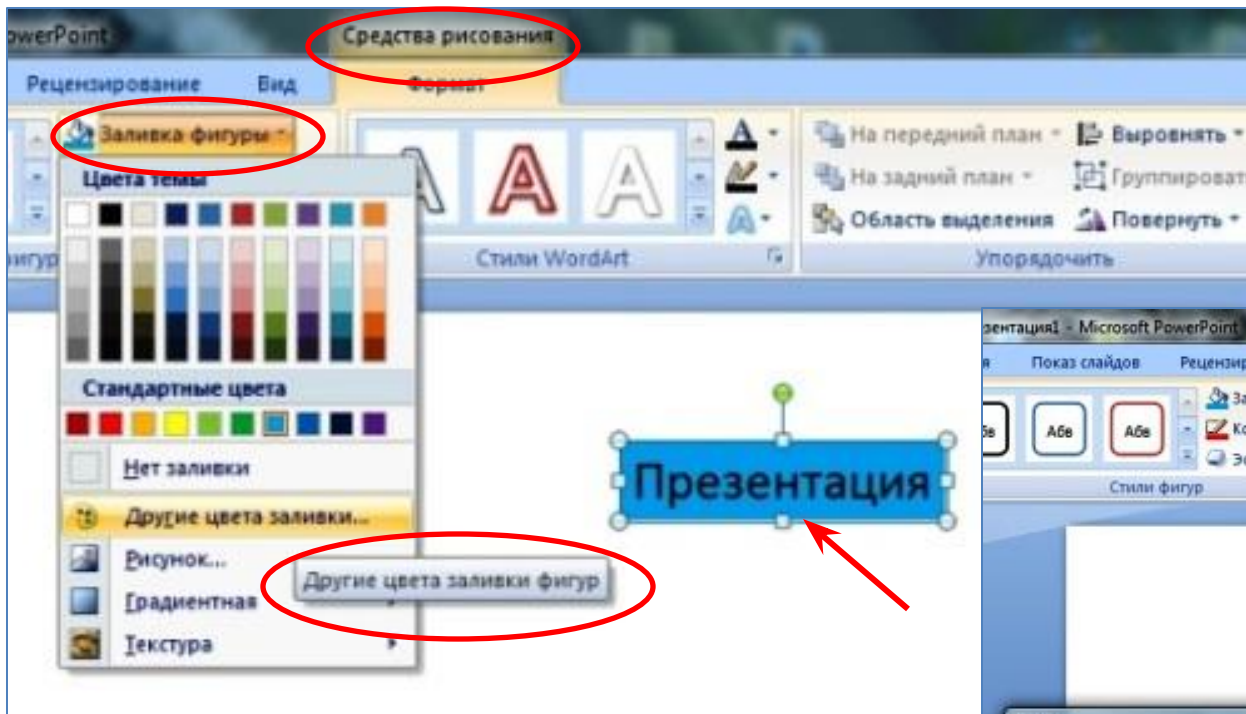 owerPoint
Средства рисования
Рецензирование Вид Формат
Заливка фигуры
На передний план
Выровнять
На задний план
Область выделения
Повернуть
Стили WordArt
Упорядочить
Цвета темы
Стандартные цвета
Нет заливки
Другие цвета заливки...
Рисунок...
Градиентная
Текстура
Другие цвета заливки фигур
Презентация
зентация1 - Microsoft PowerPoint
Показ слайдов Рецензир
Абв Абв
Стили фигур